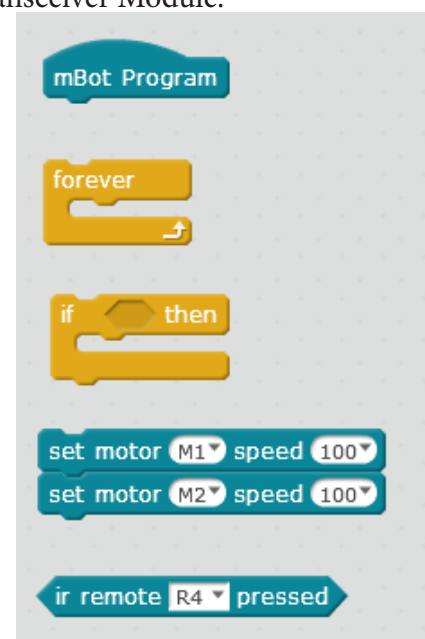 mBot Program
forever
if then
set motor M1 speed 100
set motor M2 speed 100
ir remote R4 pressed